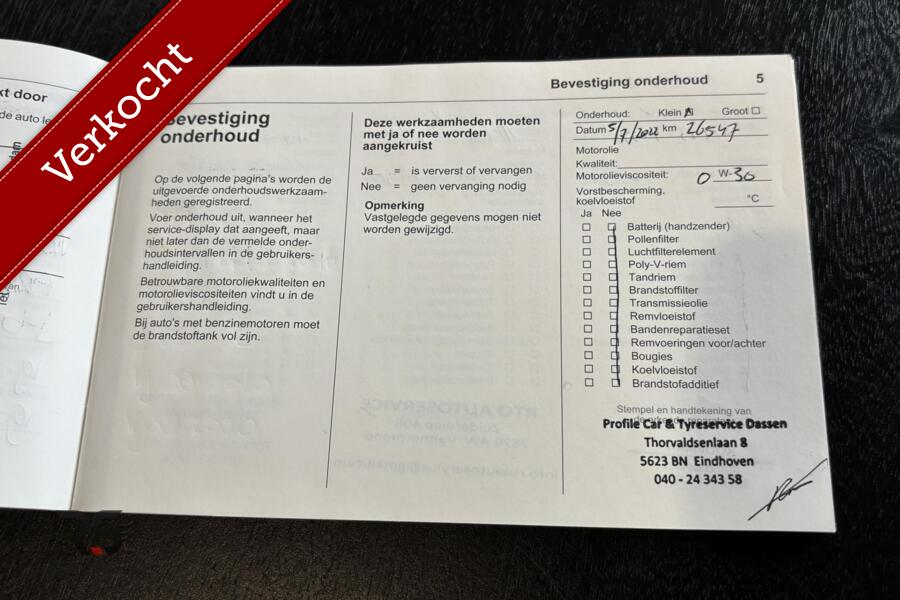 Verkocht
kt door
de auto
Bevestiging onderhoud 5
Bevestiging
onderhoud
Op de volgende pagina's worden de
uitgevoerde onderhoudswerkzaam-
heden geregistreerd.
Voer onderhoud uit, wanneer het
service-display dat aangeeft, maar
niet later dan de vermelde onder-
houdsintervallen in de gebruikers-
handleiding.
Betrouwbare motoroliekwaliteiten en
motorolieviscositeiten vindt u in de
gebruikershandleiding.
Bij auto's met benzinemotoren moet
de brandstoftank vol zijn.
Deze werkzaamheden moeten
met ja of nee worden
aangekruist
Ja = is ververst of vervangen
Nee = geen vervanging nodig
Opmerking
Vastgelegde gegevens mogen niet
worden gewijzigd.
Onderhoud: Klein Groot
Datum 5/7/2022 km 26547
Motorolie
Kwaliteit:
Motorolieviscositeit: 0 W-30
Vorstbescherming,
koelvloeistof °C
Ja Nee
Batterij (handzender)
Pollenfilter
Luchtfilterelement
Poly-V-riem
Tandriem
Brandstoffilter
Transmissieolie
Remvloeistof
Bandenreparatieset
Remvoeringen voor/achter
Bougies
Koelvloeistof
Brandstofadditief
Stempel en handtekening van
Profile Car & Tyreservice Dassen
Thorvaldsenlaan 8
5623 BN Eindhoven
040 - 24 343 58